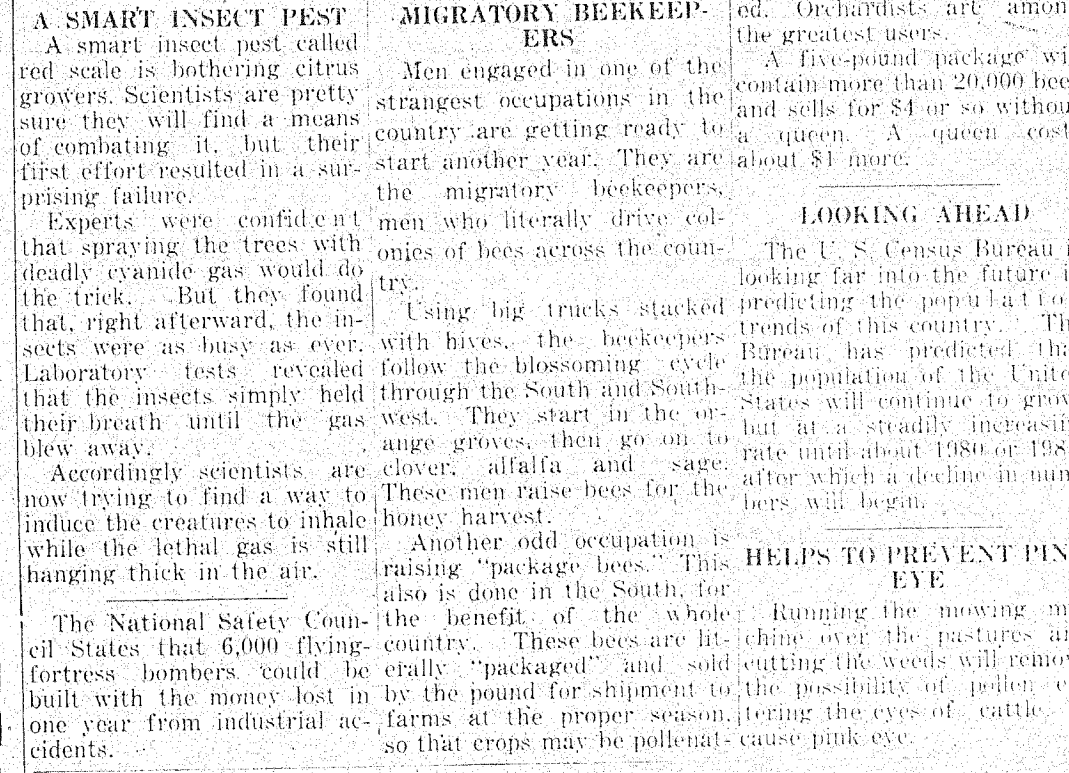 A SMART INSECT PEST
A smart insect pest called
red scale is bothering citrus
growers. Scientists are pretty
sure they will find a means
of combating it, but their
first effort resulted in a sur-
prising failure.
Experts were confident
that spraying the trees with
deadly cyanide gas would do
the trick. But they found
that, right afterward, the in-
sects were as busy as ever.
Laboratory tests revealed
that the insects simply held
their breath until the gas
blew away.
Accordingly scientists are
now trying to find a way to
induce the creatures to inhale
while the lethal gas is still
hanging thick in the air.
The National Safety Coun-
cil States that 6,000 flying-
fortress bombers could be
built with the money lost in
one year from industrial ac-
cidents.
MIGRATORY BEEKEEP-
ERS
Men engaged in one of the
strangest occupations in the
country are getting ready to
start another year. They are
the migratory beekeepers,
men who literally drive col-
onies of bees across the coun-
try.
Using big trucks stacked
with hives, the beekeepers
follow the blossoming cycle
through the South and South-
west. They start in the or-
ange groves, then go on to
clover, alfalfa and sage.
These men raise bees for the
honey harvest.
Another odd occupation is
raising "package bees." This
also is done in the South, for
the benefit of the whole
country. These bees are lit-
erally "packaged" and sold
by the pound for shipment to
farms at the proper season,
so that crops may be pollenat-
ed. Orchardists are amon
the greatest users.
A five-pound package wi
contain more than 20,000 bee
and sells for $4 or so withou
a queen. A queen cost
about $1 more.
LOOKING AHEAD
The U. S. Census Bureau i
looking far into the future i
predicting the populatio
trends of this country. Th
Bureau has predicted tha
the population of the Unite
States will continue to grow
but at a steadily increasin
rate until about 1980 or 198
after which a decline in num
bers will begin.
HELPS TO PREVENT PIN
EYE
Running the mowing m
chine over the pastures an
cutting the weeds will remov
the possibility of pollen e
tering the eyes of cattle
cause pink eye.